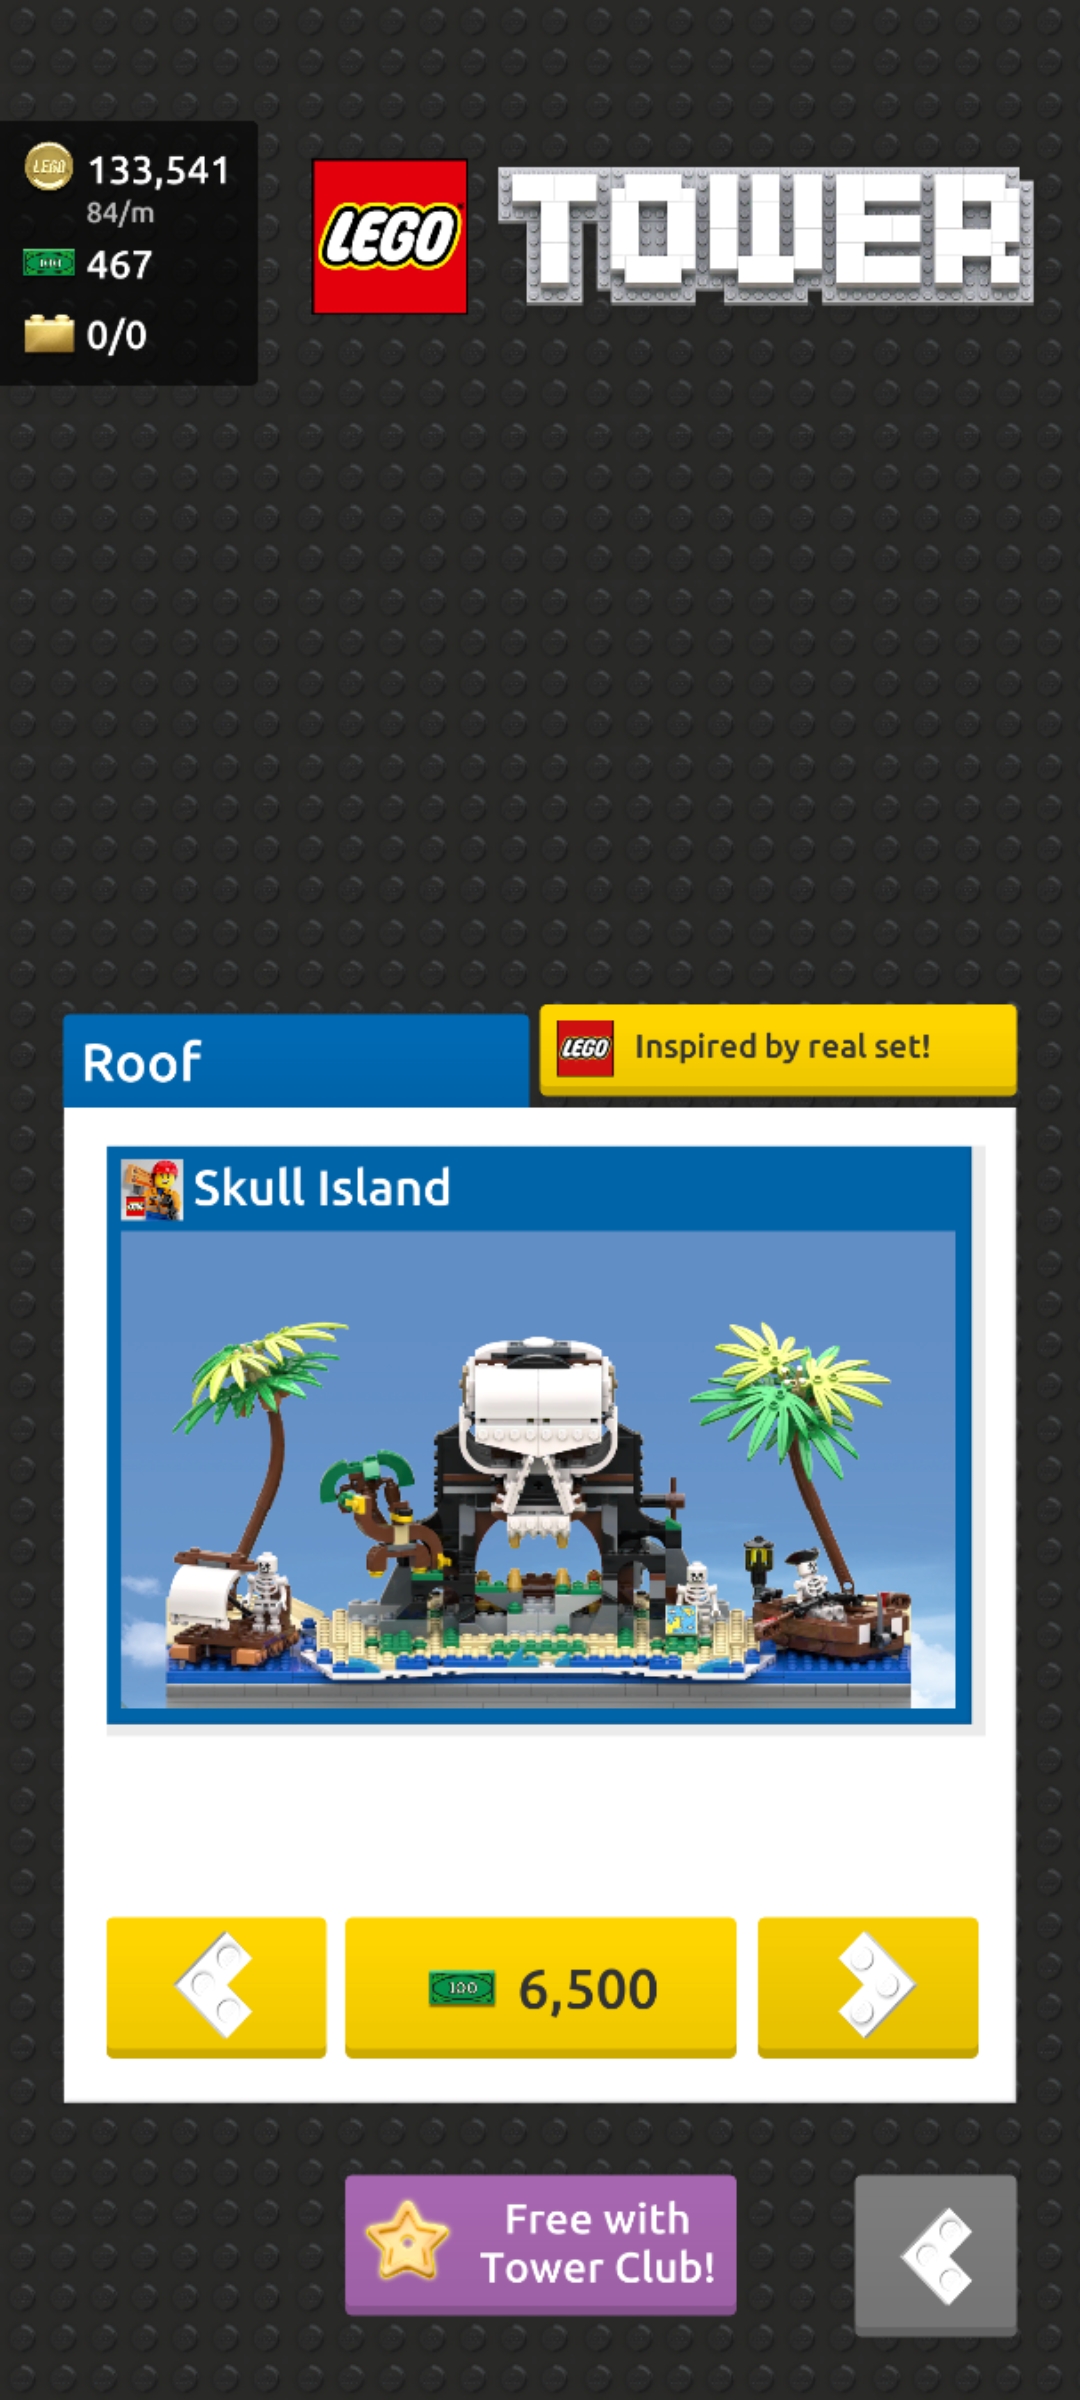 LEGO
133,541
84/m
467
0/0
LEGO
TOWER
Roof
LEGO
Inspired by real set!
Skull Island
100
6,500
Free with
Tower Club!